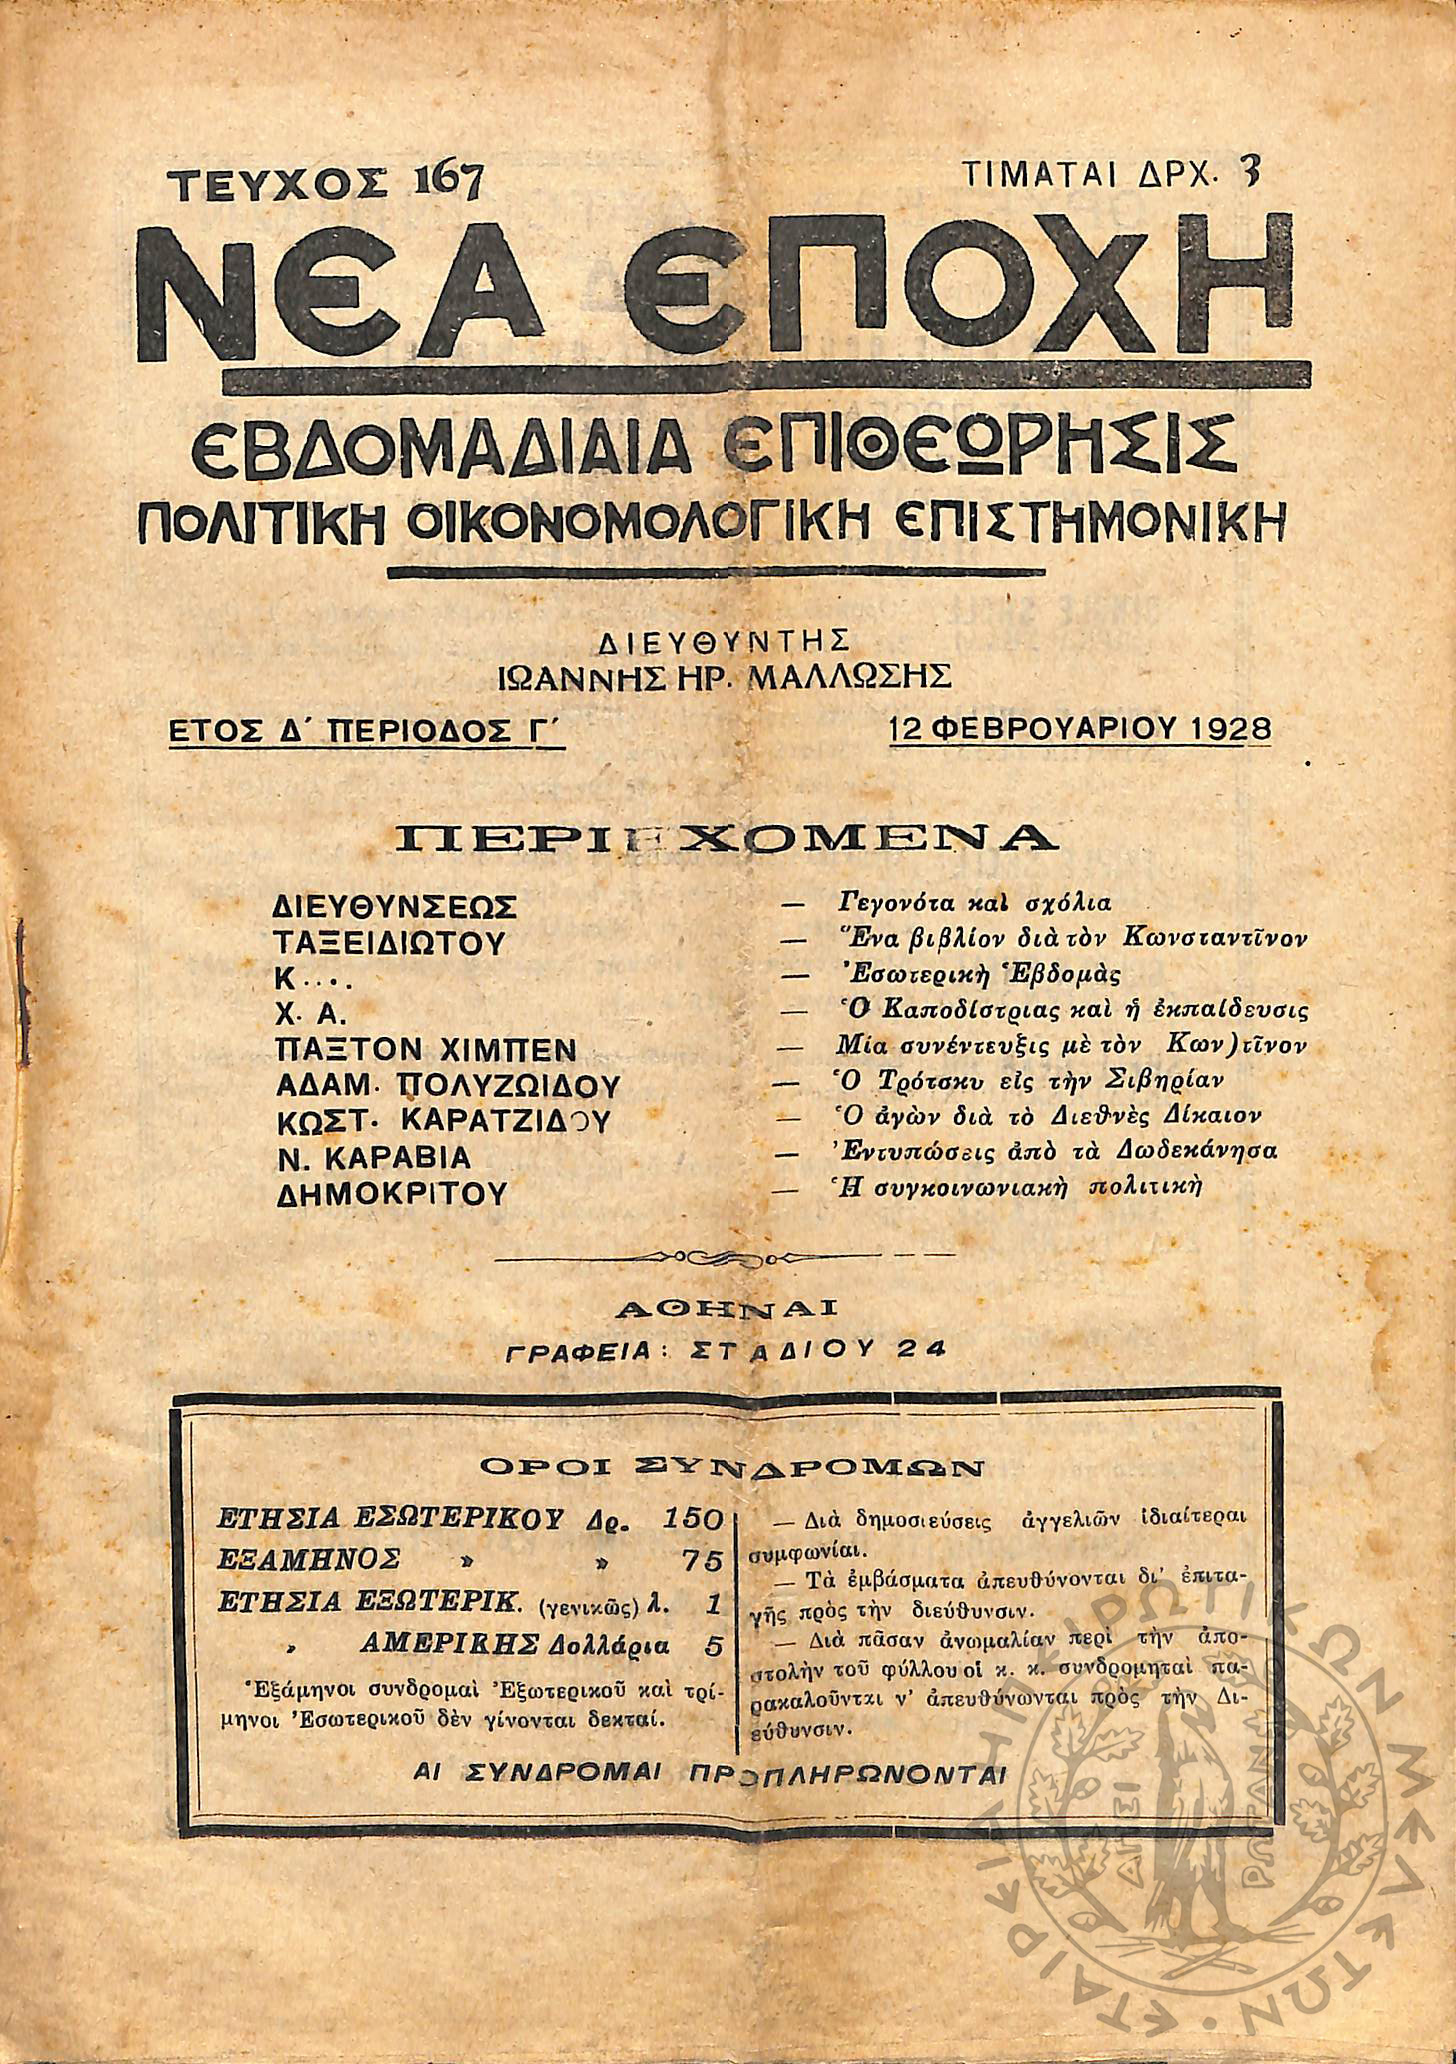 ΤΕΥΧΟΣ 167
ΤΙΜΑΤΑΙ ΔΡΧ. 3
ΝΕΑ ΕΠΟΧΗ
ΕΒΔΟΜΑΔΙΑΙΑ ΕΠΙΘΕΩΡΗΣΙΣ
ΠΟΛΙΤΙΚΗ ΟΙΚΟΝΟΜΟΛΟΓΙΚΗ ΕΠΙΣΤΗΜΟΝΙΚΗ
ΔΙΕΥΘΥΝΤΗΣ
ΙΩΑΝΝΗΣ ΗΡ. ΜΑΛΛΩΣΗΣ
ΕΤΟΣ Δ΄ ΠΕΡΙΟΔΟΣ Γ΄
12 ΦΕΒΡΟΥΑΡΙΟΥ 1928
ΠΕΡΙΕΧΟΜΕΝΑ
ΔΙΕΥΘΥΝΣΕΩΣ — Γεγονότα καὶ σχόλια
ΤΑΞΕΙΔΙΩΤΟΥ — Ἕνα βιβλίον διὰ τὸν Κωνσταντῖνον
Κ.... — Ἐσωτερικὴ Ἑβδομὰς
Χ. Α. — Ὁ Καποδίστριας καὶ ἡ ἐκπαίδευσις
ΠΑΞΤΟΝ ΧΙΜΠΕΝ — Μία συνέντευξις μὲ τὸν Κων)τῖνον
ΑΔΑΜ. ΠΟΛΥΖΩΙΔΟΥ — Ὁ Τρότσκυ εἰς τὴν Σιβηρίαν
ΚΩΣΤ. ΚΑΡΑΤΖΙΔΟΥ — Ὁ ἀγὼν διὰ τὸ Διεθνὲς Δίκαιον
Ν. ΚΑΡΑΒΙΑ — Ἐντυπώσεις ἀπὸ τὰ Δωδεκάνησα
ΔΗΜΟΚΡΙΤΟΥ — Ἡ συγκοινωνιακὴ πολιτικὴ
ΑΘΗΝΑΙ
ΓΡΑΦΕΙΑ: ΣΤΑΔΙΟΥ 24
ΟΡΟΙ ΣΥΝΔΡΟΜΩΝ
ΕΤΗΣΙΑ ΕΣΩΤΕΡΙΚΟΥ Δρ. 150
ΕΞΑΜΗΝΟΣ » » 75
ΕΤΗΣΙΑ ΕΞΩΤΕΡΙΚ. (γενικῶς) λ. 1
» ΑΜΕΡΙΚΗΣ Δολλάρια 5
Ἑξάμηνοι συνδρομαὶ Ἐξωτερικοῦ καὶ τρί-
μηνοι Ἐσωτερικοῦ δὲν γίνονται δεκταί.
— Διὰ δημοσιεύσεις ἀγγελιῶν ἰδιαίτεραι
συμφωνίαι.
— Τὰ ἐμβάσματα ἀπευθύνονται δι' ἐπιτα-
γῆς πρὸς τὴν διεύθυνσιν.
— Διὰ πᾶσαν ἀνωμαλίαν περὶ τὴν ἀπο-
στολὴν τοῦ φύλλου οἱ κ. κ. συνδρομηταὶ πα-
ρακαλοῦνται ν' ἀπευθύνωνται πρὸς τὴν Δι-
εύθυνσιν.
ΑΙ ΣΥΝΔΡΟΜΑΙ ΠΡΟΠΛΗΡΩΝΟΝΤΑΙ
ΕΤΑΙΡΕΙΑ ΗΠΕΙΡΩΤΙΚΩΝ ΜΕΛΕΤΩΝ
ΑΠΕΙ
ΡΩΤΑΝ